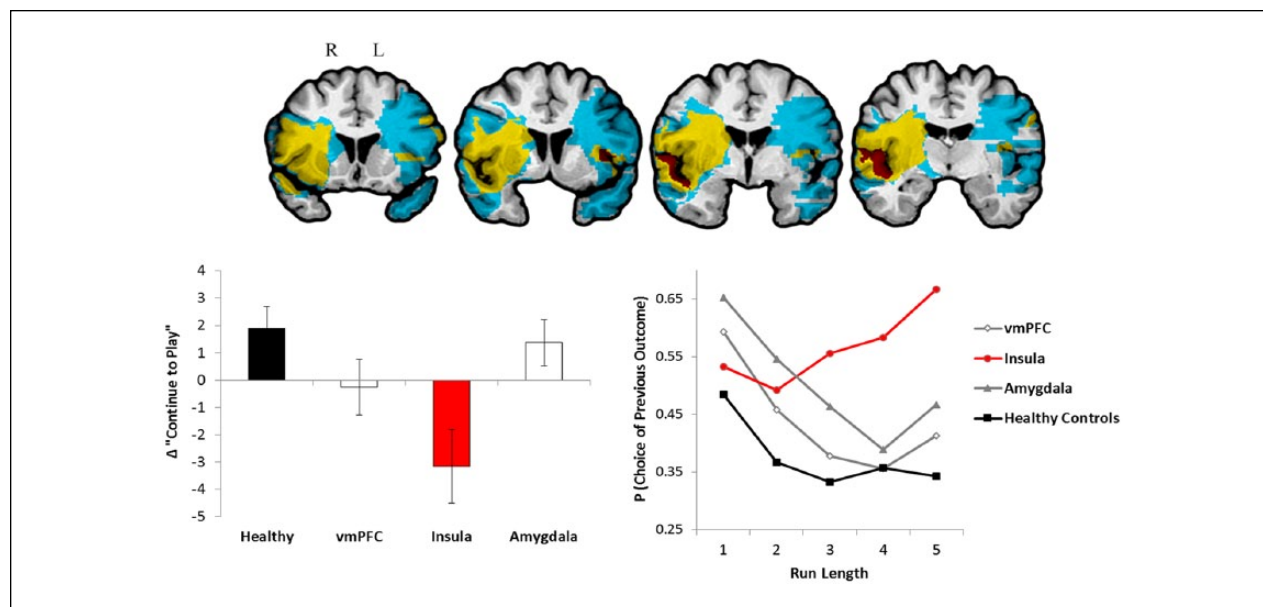 R L
4
3
2
1
0
-1
-2
-3
-4
-5
Δ "Continue to Play"
Healthy vmPFC Insula Amygdala
0.65
0.55
0.45
0.35
0.25
P (Choice of Previous Outcome)
1 2 3 4 5
Run Length
vmPFC
Insula
Amygdala
Healthy Controls